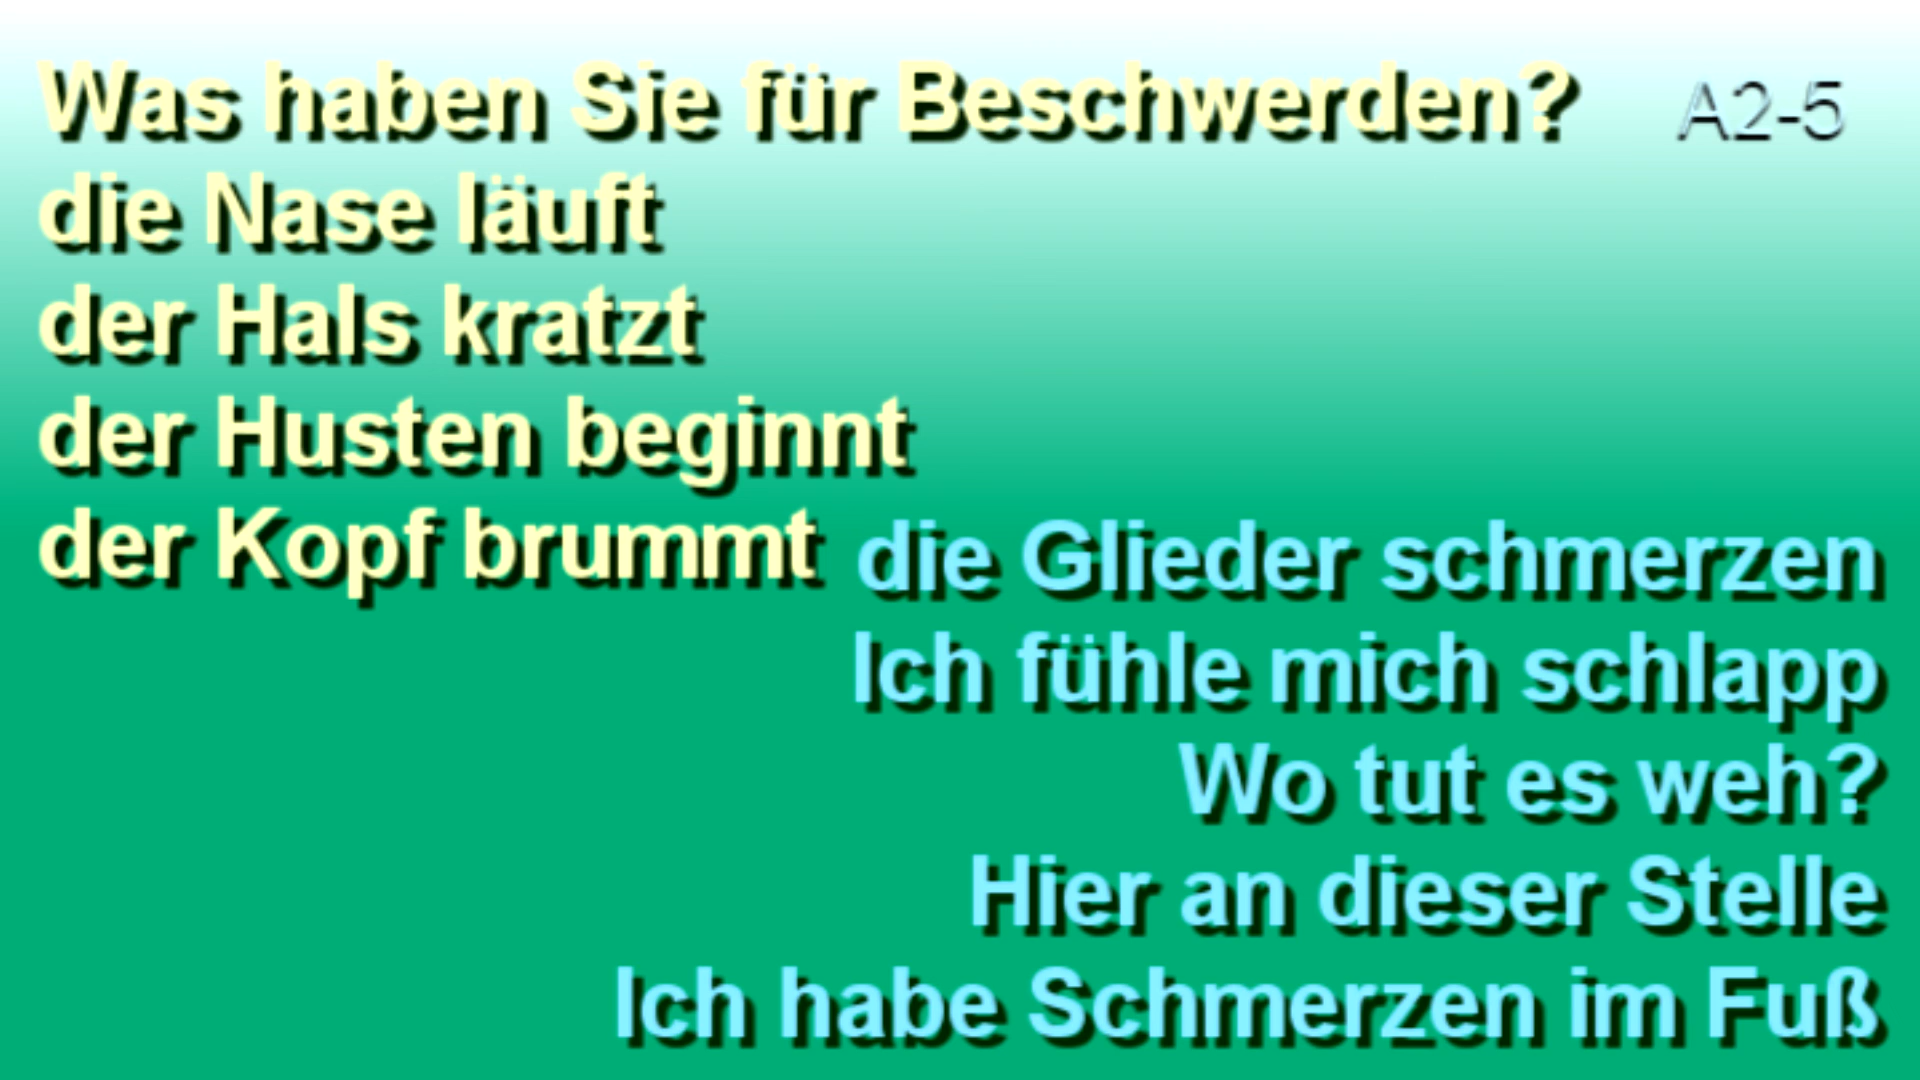 Was haben Sie für Beschwerden? A2-5
die Nase läuft
der Hals kratzt
der Husten beginnt
der Kopf brummt
die Glieder schmerzen
Ich fühle mich schlapp
Wo tut es weh?
Hier an dieser Stelle
Ich habe Schmerzen im Fuß